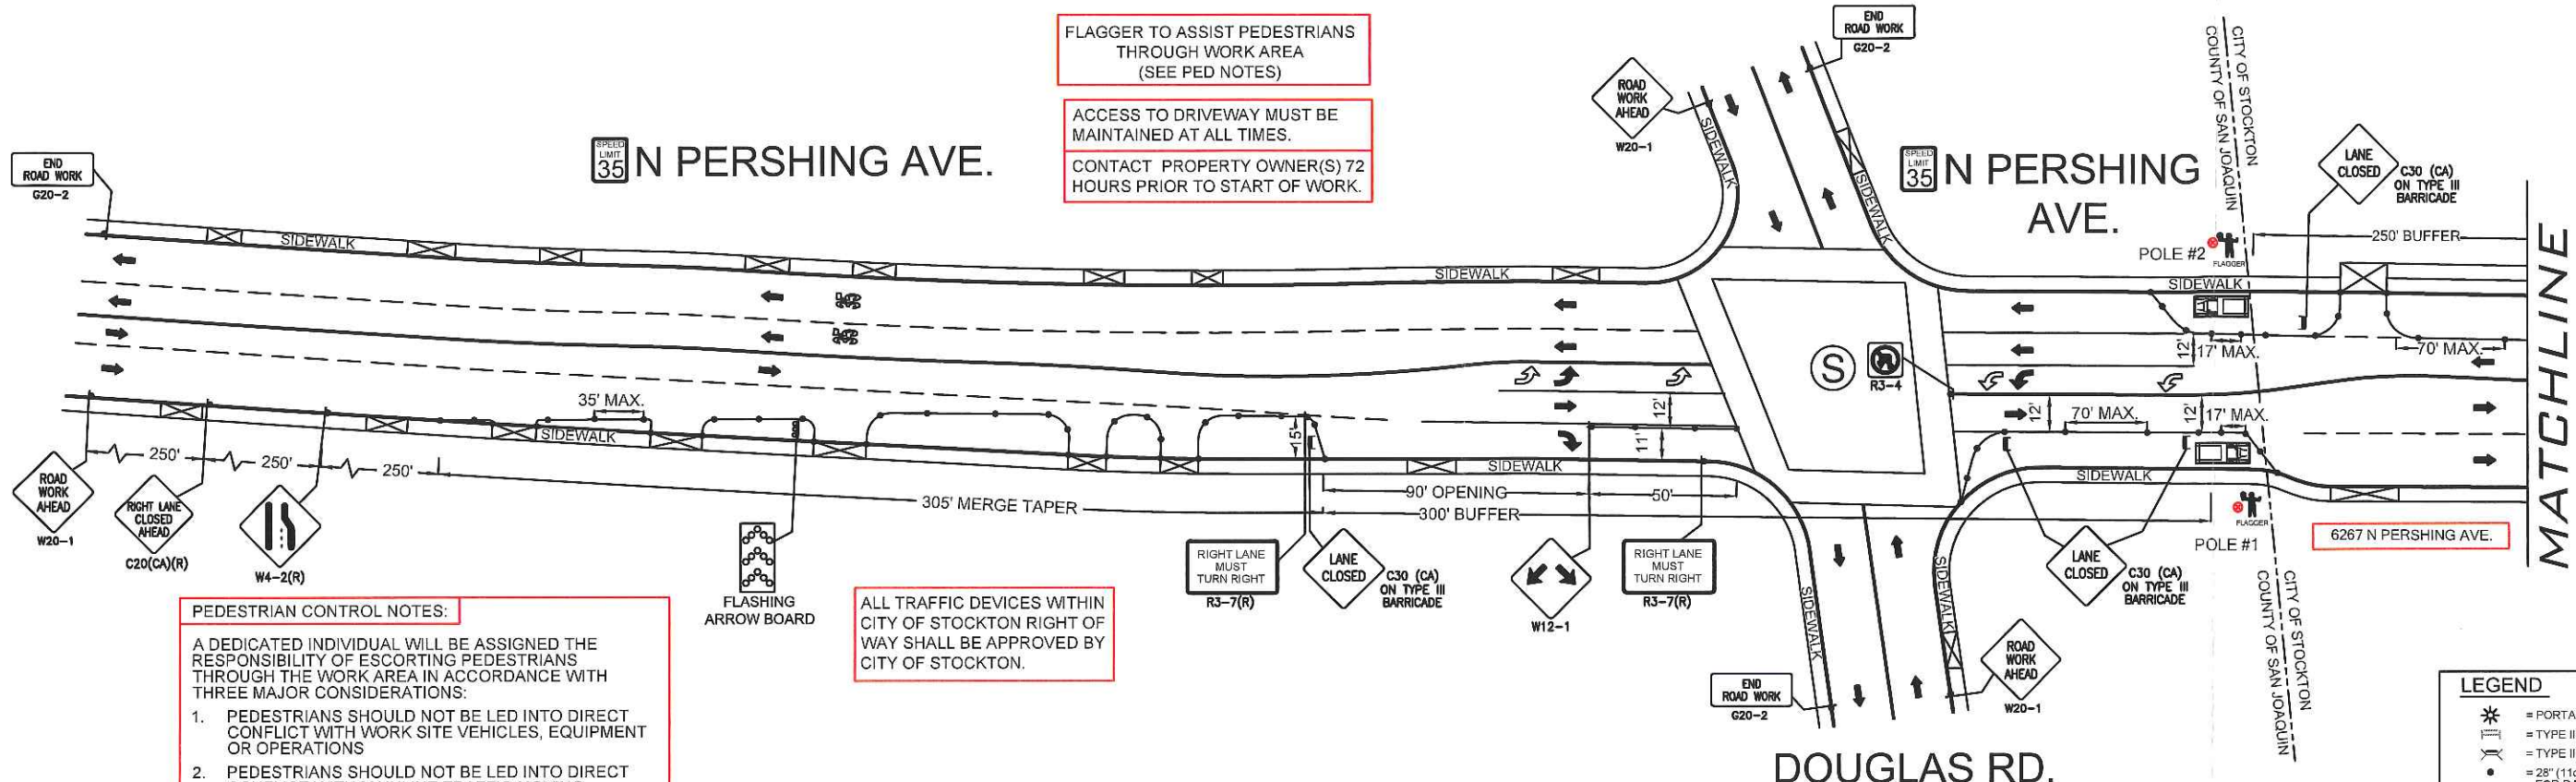 FLAGGER TO ASSIST PEDESTRIANS
THROUGH WORK AREA
(SEE PED NOTES)
ACCESS TO DRIVEWAY MUST BE
MAINTAINED AT ALL TIMES.
CONTACT PROPERTY OWNER(S) 72
HOURS PRIOR TO START OF WORK.
END
ROAD WORK
G20-2
SPEED
LIMIT
35
N PERSHING AVE.
ROAD
WORK
AHEAD
W20-1
END
ROAD WORK
G20-2
SPEED
LIMIT
35
N PERSHING
AVE.
CITY OF STOCKTON
COUNTY OF SAN JOAQUIN
LANE
CLOSED
C30 (CA)
ON TYPE III
BARRICADE
POLE #2
FLAGGER
250' BUFFER
MATCHLINE
SIDEWALK
SIDEWALK
SIDEWALK
SIDEWALK
SIDEWALK
12'
17' MAX.
70' MAX.
S
R3-4
35' MAX.
SIDEWALK
15'
12'
11'
SIDEWALK
12'
70' MAX.
12'
17' MAX.
SIDEWALK
250'
250'
250'
305' MERGE TAPER
90' OPENING
50'
300' BUFFER
ROAD
WORK
AHEAD
W20-1
RIGHT LANE
CLOSED
AHEAD
C20(CA)(R)
W4-2(R)
FLASHING
ARROW BOARD
RIGHT LANE
MUST
TURN RIGHT
R3-7(R)
LANE
CLOSED
C30 (CA)
ON TYPE III
BARRICADE
W12-1
RIGHT LANE
MUST
TURN RIGHT
R3-7(R)
SIDEWALK
SIDEWALK
LANE
CLOSED
C30 (CA)
ON TYPE III
BARRICADE
FLAGGER
POLE #1
6267 N PERSHING AVE.
CITY OF STOCKTON
COUNTY OF SAN JOAQUIN
END
ROAD WORK
G20-2
ROAD
WORK
AHEAD
W20-1
DOUGLAS RD.
PEDESTRIAN CONTROL NOTES:
A DEDICATED INDIVIDUAL WILL BE ASSIGNED THE
RESPONSIBILITY OF ESCORTING PEDESTRIANS
THROUGH THE WORK AREA IN ACCORDANCE WITH
THREE MAJOR CONSIDERATIONS:
1. PEDESTRIANS SHOULD NOT BE LED INTO DIRECT
CONFLICT WITH WORK SITE VEHICLES, EQUIPMENT
OR OPERATIONS
2. PEDESTRIANS SHOULD NOT BE LED INTO DIRECT
ALL TRAFFIC DEVICES WITHIN
CITY OF STOCKTON RIGHT OF
WAY SHALL BE APPROVED BY
CITY OF STOCKTON.
LEGEND
= PORTA
= TYPE II
= TYPE II
= 28" (11